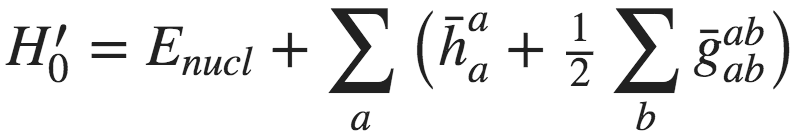 $H'_0 = E_{nucl} + \sum_a \left( \bar{h}^a_a + \frac{1}{2} \sum_b \bar{g}^{ab}_{ab} \right)$